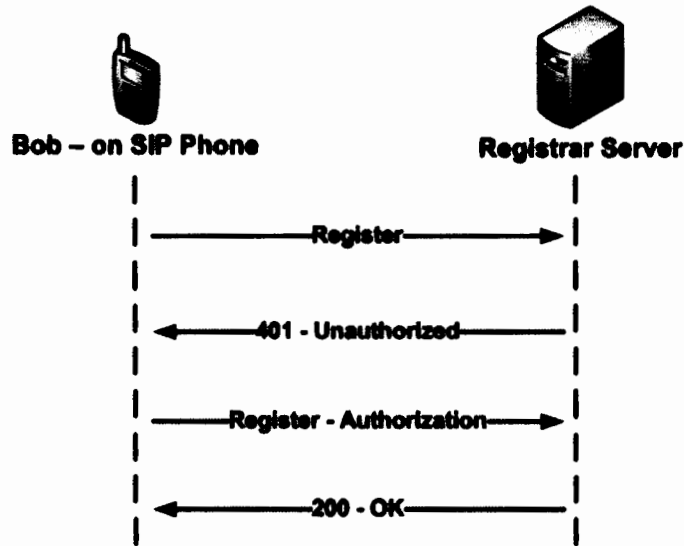 Bob – on SIP Phone
Registrar Server
Register
401 - Unauthorized
Register - Authorization
200 - OK